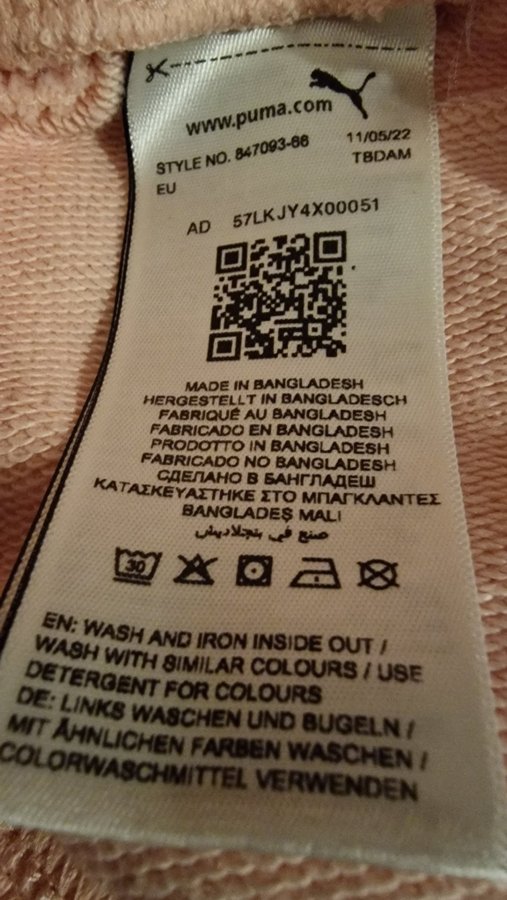 www.puma.com
STYLE NO. 847093-66 11/05/22
EU TBDAM
AD 57LKJY4X00051
MADE IN BANGLADESH
HERGESTELLT IN BANGLADESCH
FABRIQUÉ AU BANGLADESH
FABRICADO EN BANGLADESH
PRODOTTO IN BANGLADESH
FABRICADO NO BANGLADESH
СДЕЛАНО В БАНГЛАДЕШ
ΚΑΤΑΣΚΕΥΑΣΤΗΚΕ ΣΤΟ ΜΠΑΓΚΛΑΝΤΕΣ
BANGLADEŞ MALI
صنع في بنجلاديش
30
EN: WASH AND IRON INSIDE OUT /
WASH WITH SIMILAR COLOURS / USE
DETERGENT FOR COLOURS
DE: LINKS WASCHEN UND BÜGELN /
MIT ÄHNLICHEN FARBEN WASCHEN /
COLORWASCHMITTEL VERWENDEN